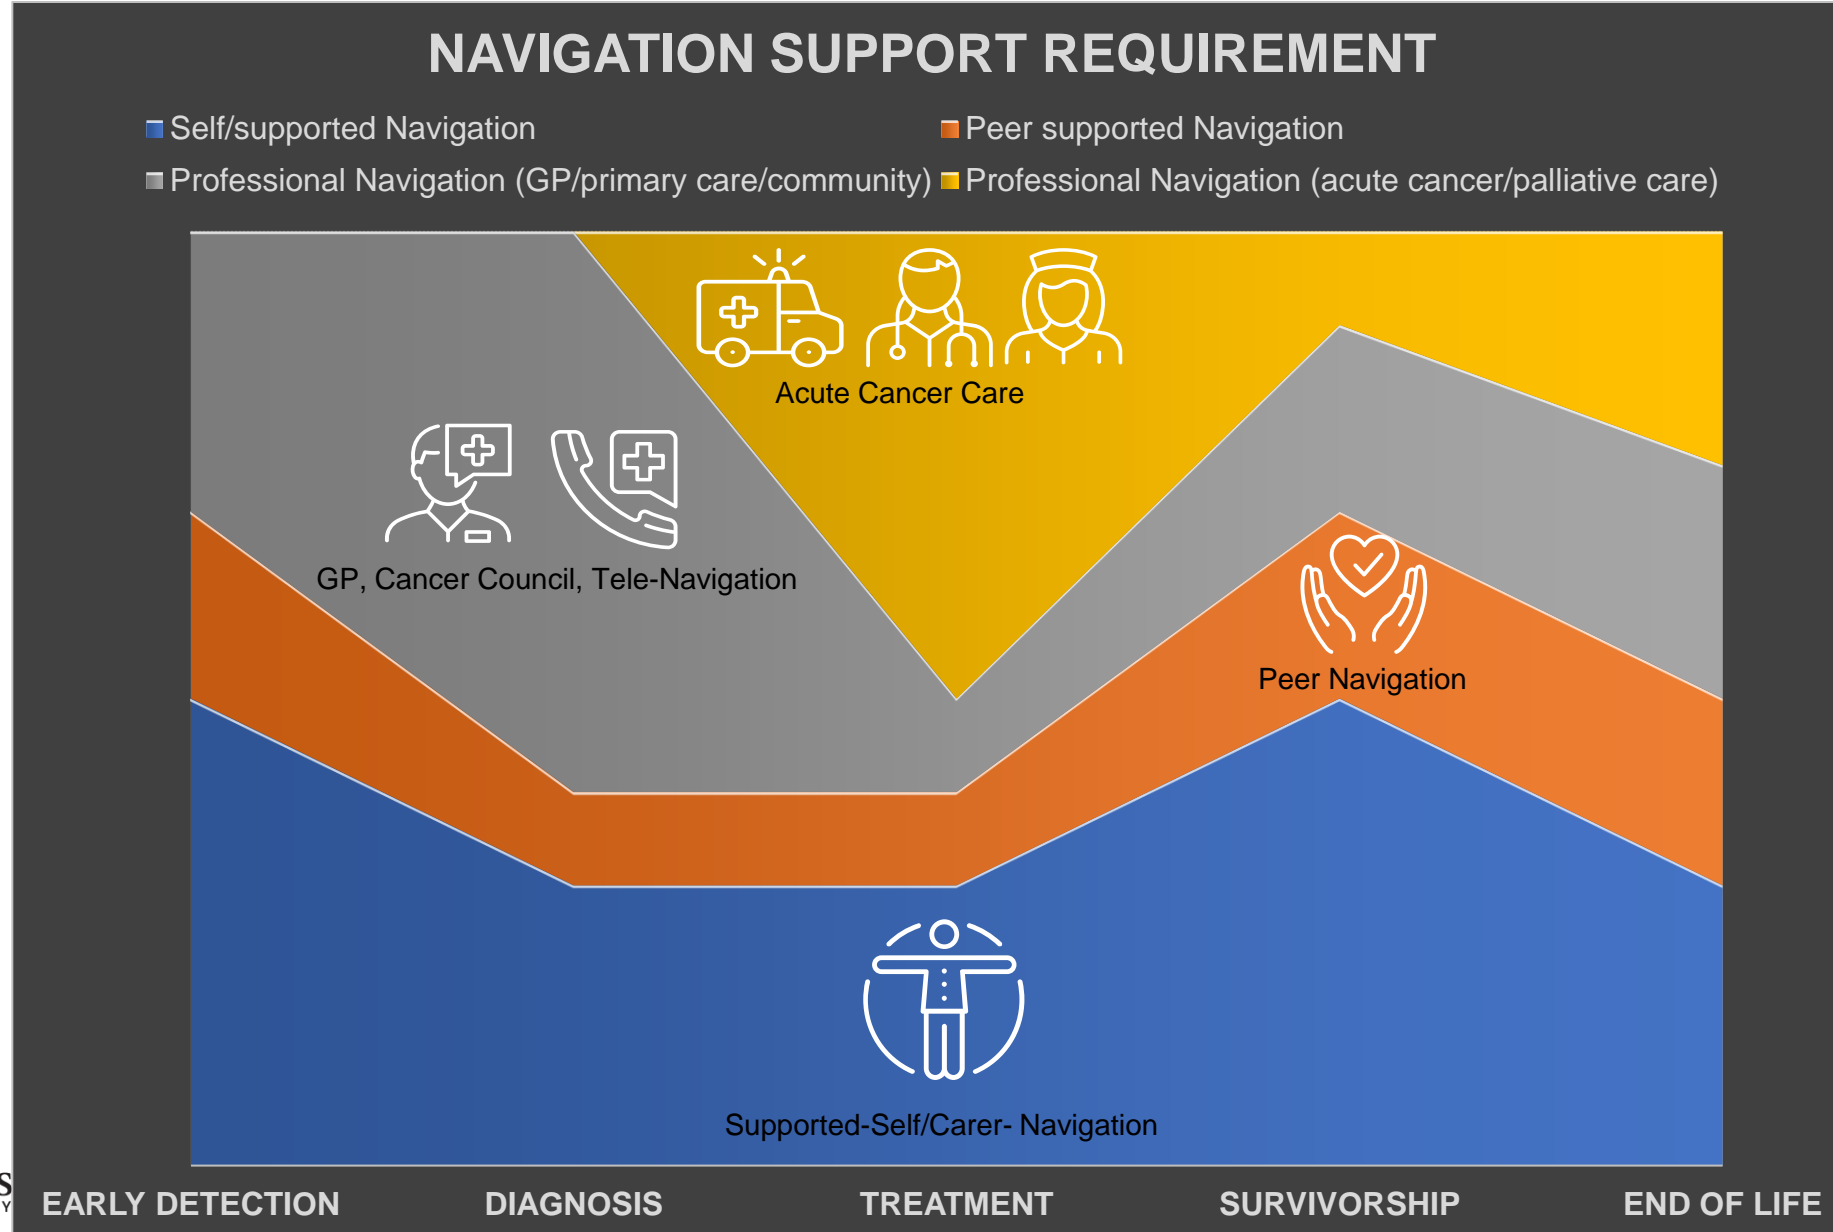 NAVIGATION SUPPORT REQUIREMENT
Self/supported Navigation
Peer supported Navigation
Professional Navigation (GP/primary care/community)
Professional Navigation (acute cancer/palliative care)
Acute Cancer Care
GP, Cancer Council, Tele-Navigation
Peer Navigation
Supported-Self/Carer- Navigation
S
Y
EARLY DETECTION
DIAGNOSIS
TREATMENT
SURVIVORSHIP
END OF LIFE